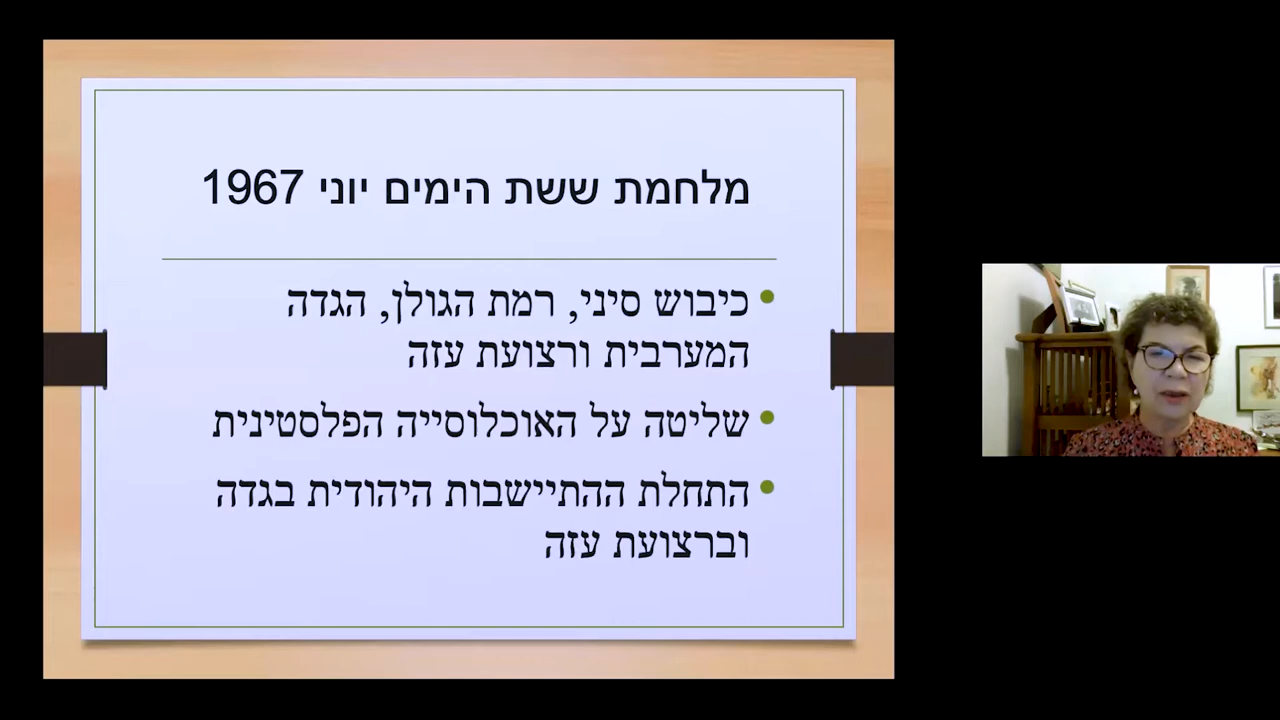 מלחמת ששת הימים יוני 1967
• כיבוש סיני, רמת הגולן, הגדה
המערבית ורצועת עזה
• שליטה על האוכלוסייה הפלסטינית
• התחלת ההתיישבות היהודית בגדה
וברצועת עזה